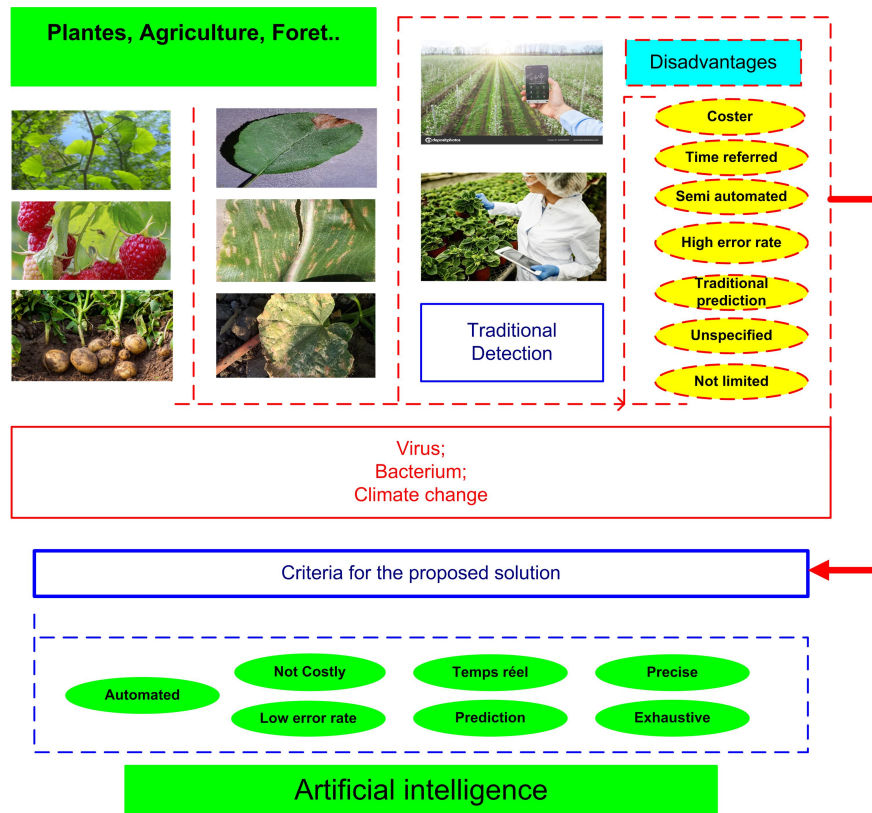 Plantes, Agriculture, Foret..
depositphotos
Disadvantages
Coster
Time referred
Semi automated
High error rate
Traditional
prediction
Unspecified
Not limited
Traditional
Detection
Virus;
Bacterium;
Climate change
Criteria for the proposed solution
Automated
Not Costly
Temps réel
Precise
Low error rate
Prediction
Exhaustive
Artificial intelligence